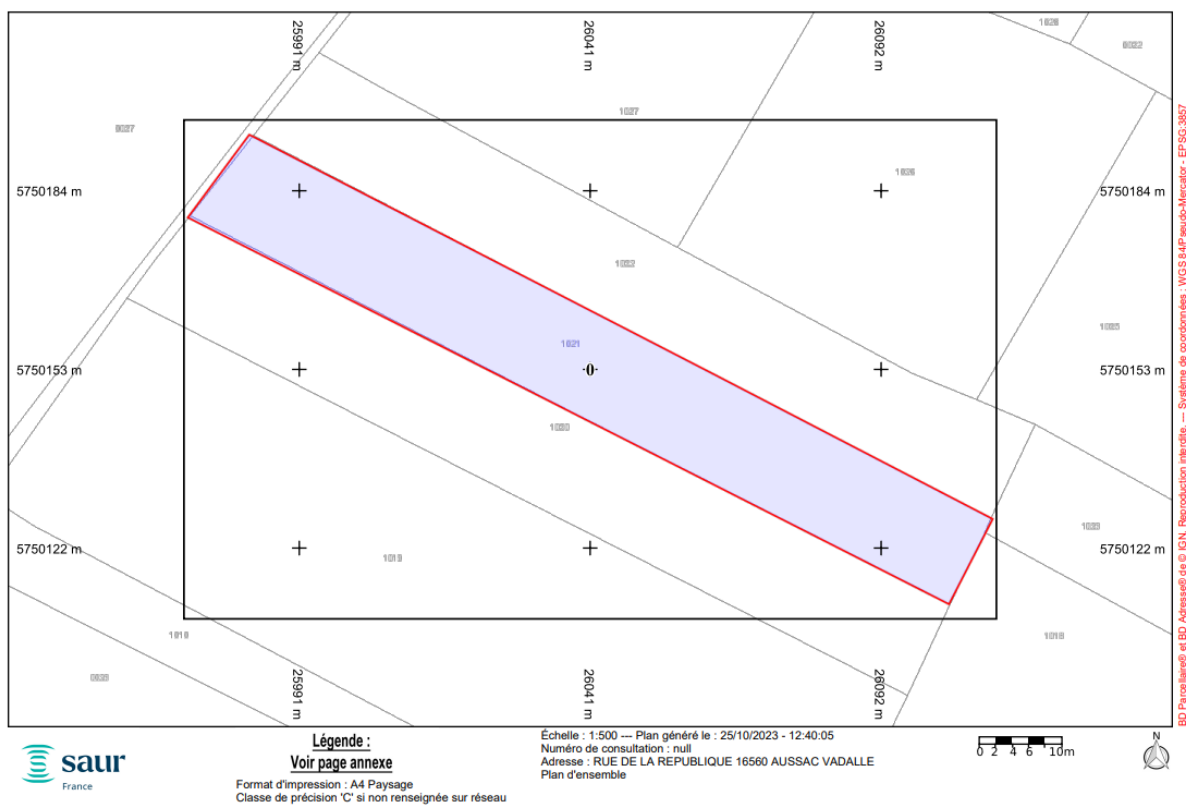 25991 m
26041 m
26092 m
1028
0022
1027
0027
1026
5750184 m
5750184 m
1022
1025
1021
5750153 m
0
5750153 m
1020
1023
5750122 m
5750122 m
1019
1010
1018
25991 m
26041 m
26092 m
BD Parcellaire® et BD Adresse® de © IGN. Reproduction interdite. --- Système de coordonnées : WGS 84/Pseudo-Mercator - EPSG:3857
saur
France
Légende :
Voir page annexe
Format d'impression : A4 Paysage
Classe de précision 'C' si non renseignée sur réseau
Échelle : 1:500 --- Plan généré le : 25/10/2023 - 12:40:05
Numéro de consultation : null
Adresse : RUE DE LA REPUBLIQUE 16560 AUSSAC VADALLE
Plan d'ensemble
0 2 4 6 10m
N